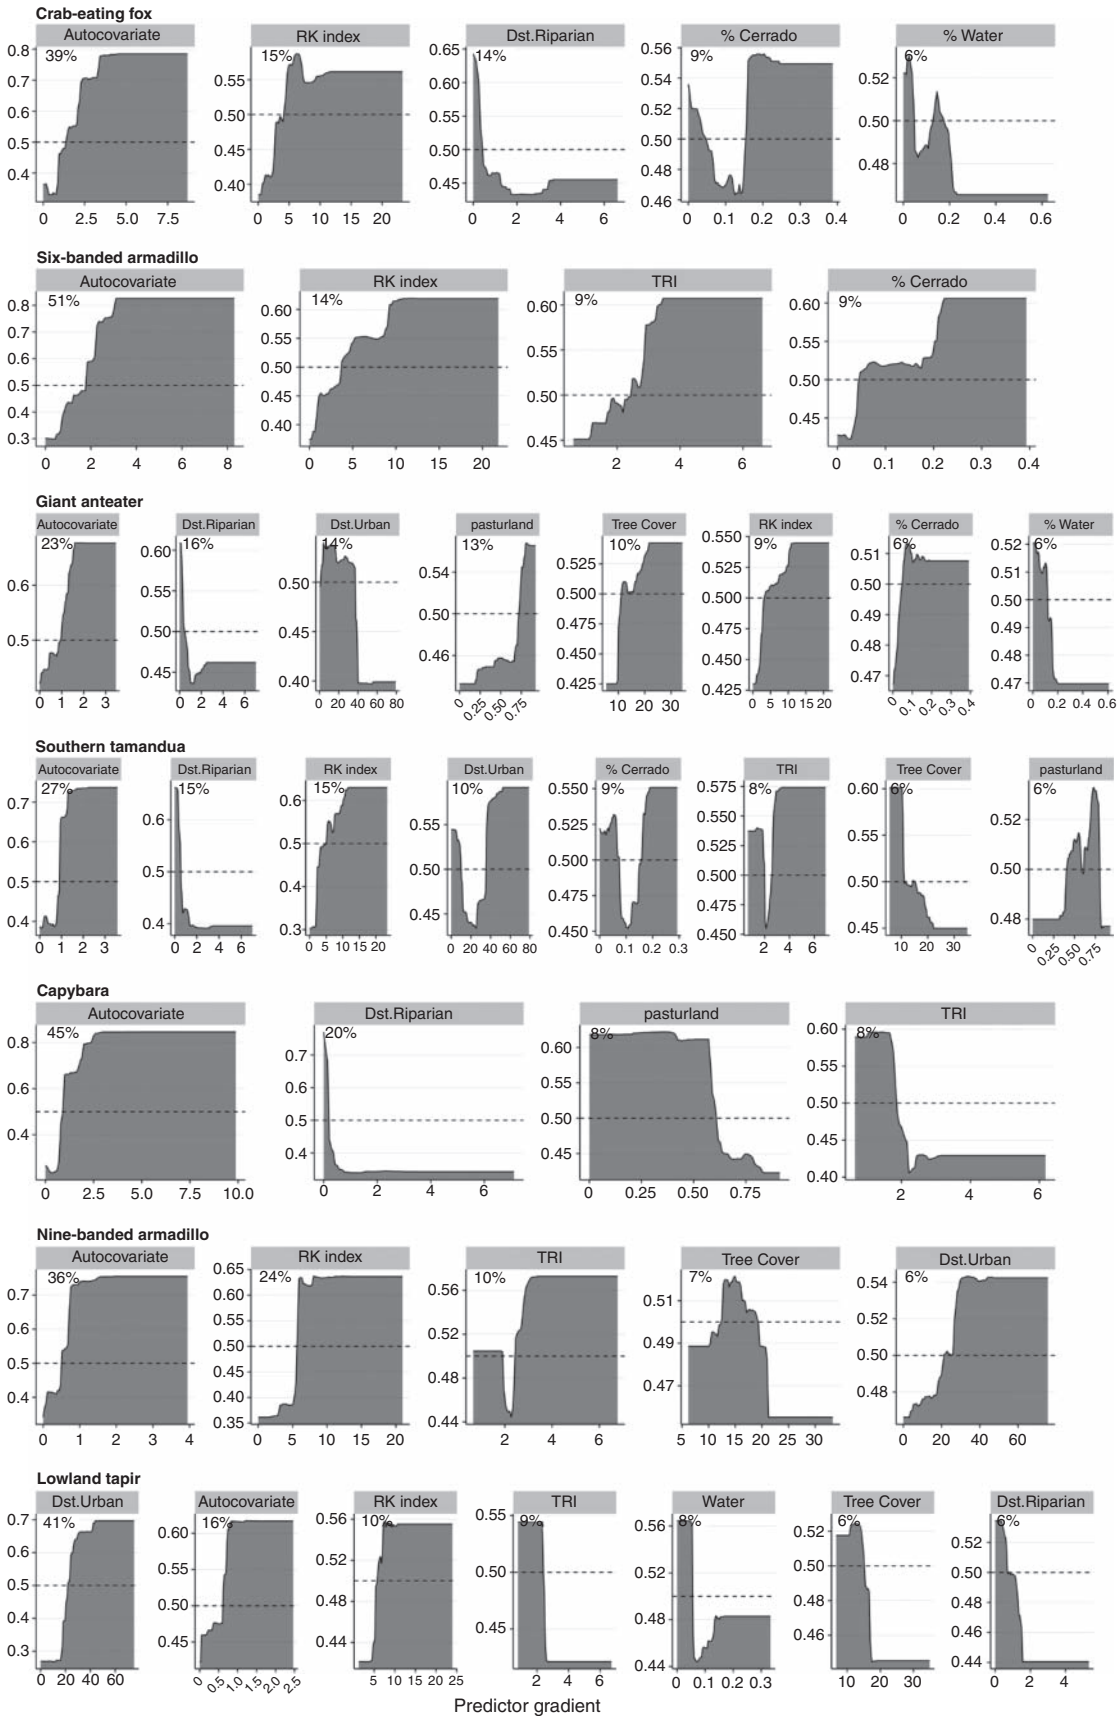 Crab-eating fox
Autocovariate RK index Dst.Riparian % Cerrado % Water
39% 15% 14% 9% 6%
0.8 0.7 0.6 0.5 0.4
0.55 0.50 0.45 0.40
0.65 0.60 0.55 0.50 0.45
0.56 0.54 0.52 0.50 0.48 0.46
0.52 0.50 0.48
0 2.5 5.0 7.5 0 5 10 15 20 0 2 4 6 0 0.1 0.2 0.3 0.4 0 0.2 0.4 0.6
Six-banded armadillo
Autocovariate RK index TRI % Cerrado
51% 14% 9% 9%
0.8 0.7 0.6 0.5 0.4 0.3
0.60 0.55 0.50 0.45 0.40
0.60 0.55 0.50 0.45
0.60 0.55 0.50 0.45
0 2 4 6 8 0 5 10 15 20 2 4 6 0 0.1 0.2 0.3 0.4
Giant anteater
Autocovariate Dst.Riparian Dst.Urban pasturland Tree Cover RK index % Cerrado % Water
23% 16% 14% 13% 10% 9% 6% 6%
0.6 0.5
0.60 0.55 0.50 0.45
0.50 0.45 0.40
0.54 0.50 0.46
0.525 0.500 0.475 0.450 0.425
0.550 0.525 0.500 0.475 0.450 0.425
0.51 0.50 0.49 0.48 0.47
0.52 0.51 0.50 0.49 0.48 0.47
0 1 2 3 0 2 4 6 0 20 40 60 80 0 0.25 0.50 0.75 10 20 30 0 5 10 15 20 0 0.1 0.2 0.3 0.4 0 0.2 0.4 0.6
Southern tamandua
Autocovariate Dst.Riparian RK index Dst.Urban % Cerrado TRI Tree Cover pasturland
27% 15% 15% 10% 9% 8% 6% 6%
0.7 0.6 0.5 0.4
0.6 0.5 0.4
0.6 0.5 0.4 0.3
0.55 0.50 0.45
0.550 0.525 0.500 0.475 0.450
0.575 0.550 0.525 0.500 0.475 0.450
0.60 0.55 0.50 0.45
0.52 0.50 0.48
0 1 2 3 0 2 4 6 0 5 10 15 20 0 20 40 60 80 0 0.1 0.2 0.3 2 4 6 10 20 30 0 0.25 0.50 0.75
Capybara
Autocovariate Dst.Riparian pasturland TRI
45% 20% 8% 8%
0.8 0.6 0.4
0.7 0.6 0.5 0.4
0.60 0.55 0.50 0.45
0.60 0.55 0.50 0.45 0.40
0 2.5 5.0 7.5 10.0 0 2 4 6 0 0.25 0.50 0.75 2 4 6
Nine-banded armadillo
Autocovariate RK index TRI Tree Cover Dst.Urban
36% 24% 10% 7% 6%
0.7 0.6 0.5 0.4
0.65 0.60 0.55 0.50 0.45 0.40 0.35
0.56 0.52 0.48 0.44
0.51 0.49 0.47
0.54 0.52 0.50 0.48
0 1 2 3 4 0 5 10 15 20 2 4 6 5 10 15 20 25 30 0 20 40 60
Lowland tapir
Dst.Urban Autocovariate RK index TRI Water Tree Cover Dst.Riparian
41% 16% 10% 9% 8% 6% 6%
0.7 0.6 0.5 0.4 0.3
0.60 0.55 0.50 0.45
0.56 0.52 0.48 0.44
0.55 0.50 0.45
0.56 0.52 0.48 0.44
0.52 0.50 0.48 0.46
0.52 0.50 0.48 0.46 0.44
0 20 40 60 0 0.5 1.0 1.5 2.0 2.5 5 10 15 20 25 2 4 6 0 0.1 0.2 0.3 10 20 30 0 2 4
Predictor gradient